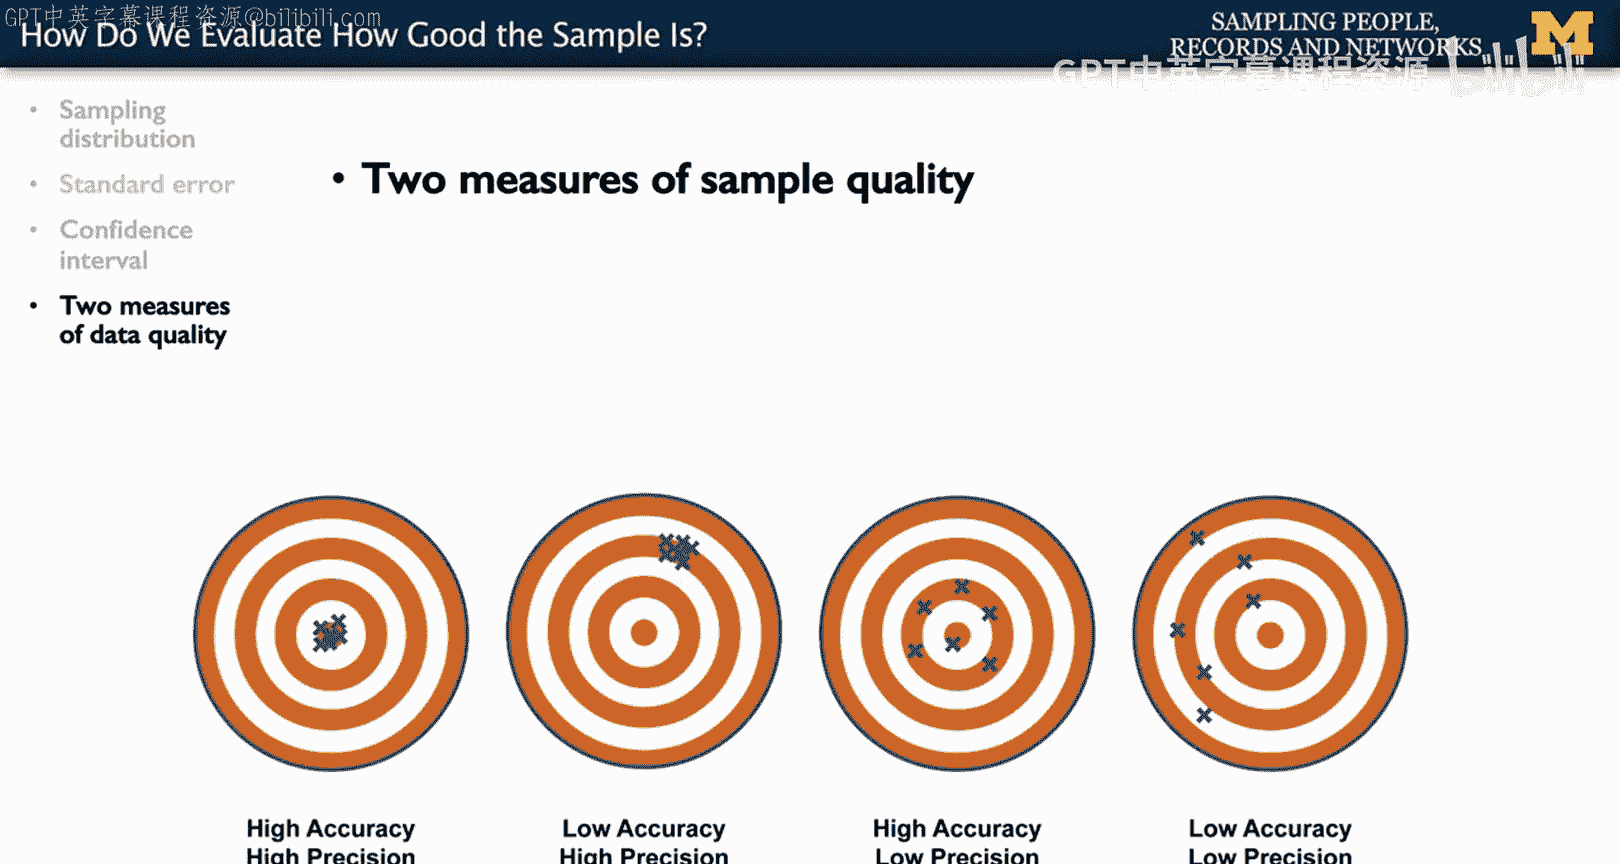 GPT中英字幕课程资源@bilibili.com
How Do We Evaluate How Good the Sample Is?
SAMPLING PEOPLE,
RECORDS AND NETWORKS
M
GPT中英字幕课程资源 bilibili
• Sampling
distribution
• Standard error
• Confidence
interval
• Two measures
of data quality
• Two measures of sample quality
High Accuracy
High Precision
Low Accuracy
High Precision
High Accuracy
Low Precision
Low Accuracy
Low Precision